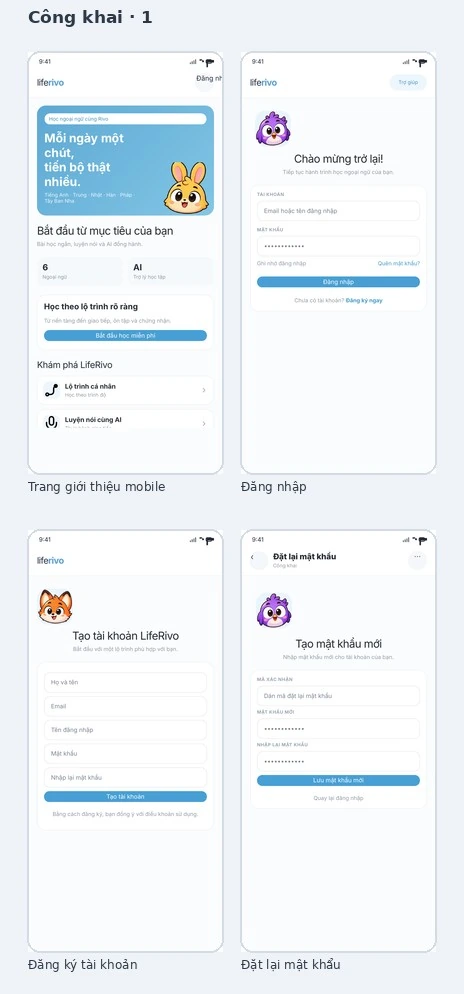 Công khai · 1
9:41
liferivo
Đăng nh
Học ngoại ngữ cùng Rivo
Mỗi ngày một
chút,
tiến bộ thật
nhiều.
Tiếng Anh · Trung · Nhật · Hàn · Pháp ·
Tây Ban Nha
Bắt đầu từ mục tiêu của bạn
Bài học ngắn, luyện nói và AI đồng hành.
6
Ngoại ngữ
AI
Trợ lý học tập
Học theo lộ trình rõ ràng
Từ nền tảng đến giao tiếp, ôn tập và chứng nhận.
Bắt đầu học miễn phí
Khám phá LifeRivo
Lộ trình cá nhân
Học theo trình độ
Luyện nói cùng AI
Trang giới thiệu mobile
9:41
liferivo
Trợ giúp
Chào mừng trở lại!
Tiếp tục hành trình học ngoại ngữ của bạn.
TÀI KHOẢN
Email hoặc tên đăng nhập
MẬT KHẨU
••••••••••••
Ghi nhớ đăng nhập
Quên mật khẩu?
Đăng nhập
Chưa có tài khoản? Đăng ký ngay
Đăng nhập
9:41
liferivo
Tạo tài khoản LifeRivo
Bắt đầu với một lộ trình phù hợp với bạn.
Họ và tên
Email
Tên đăng nhập
Mật khẩu
Nhập lại mật khẩu
Tạo tài khoản
Bằng cách đăng ký, bạn đồng ý với điều khoản sử dụng.
Đăng ký tài khoản
9:41
‹
Đặt lại mật khẩu
Công khai
···
Tạo mật khẩu mới
Nhập mật khẩu mới cho tài khoản của bạn.
MÃ XÁC NHẬN
Dán mã đặt lại mật khẩu
MẬT KHẨU MỚI
••••••••••••
NHẬP LẠI MẬT KHẨU
••••••••••••
Lưu mật khẩu mới
Quay lại đăng nhập
Đặt lại mật khẩu